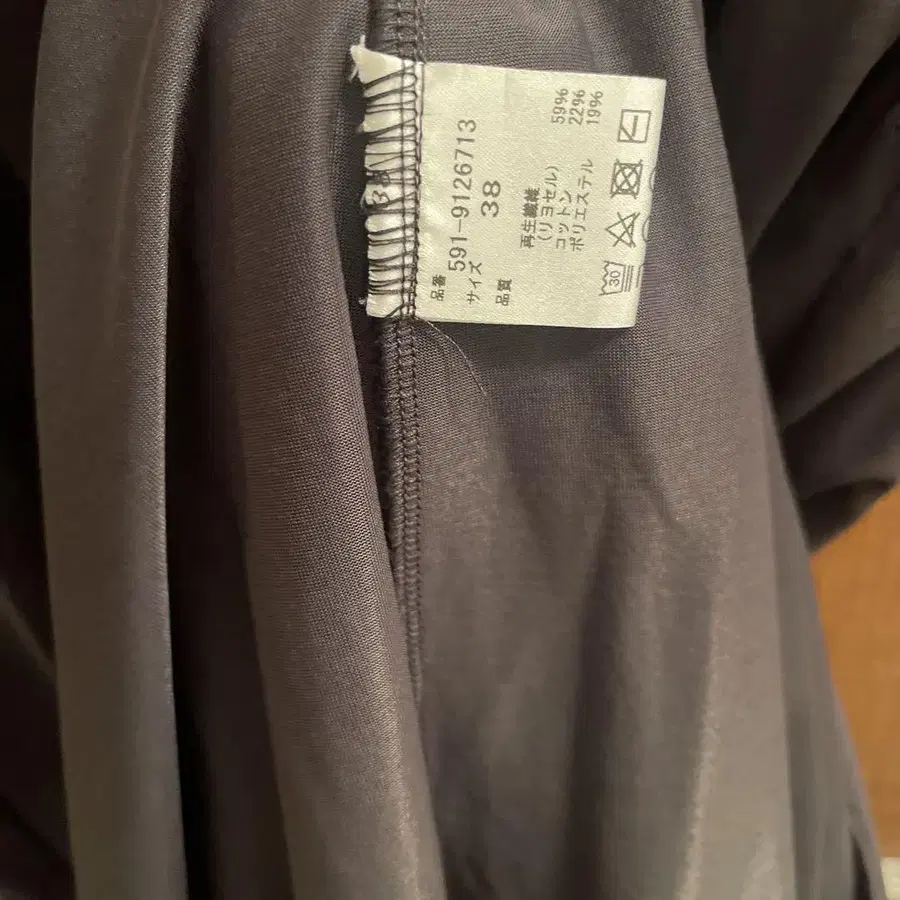 品番
591-9126713
サイズ
38
品質
再生繊維
(リヨセル) 59%
コットン 22%
ポリエステル 19%
30